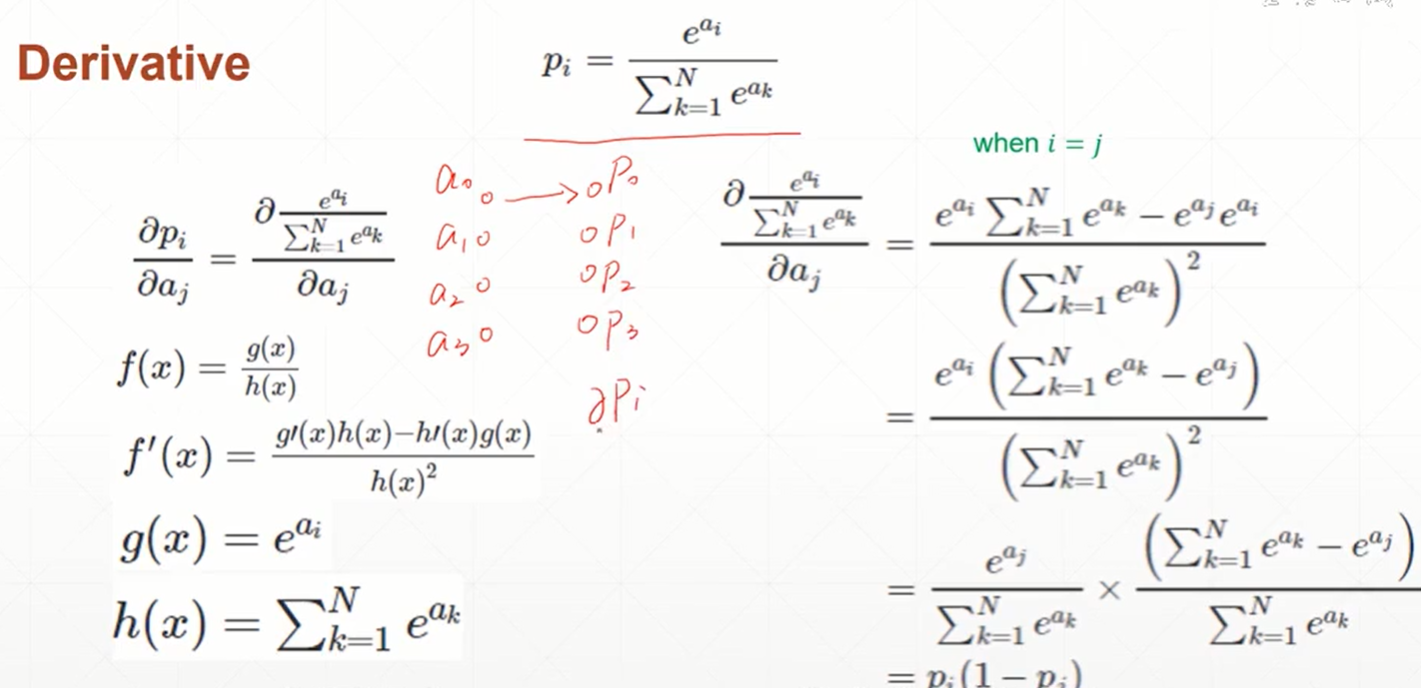 Derivative
p_i = \frac{e^{a_i}}{\sum_{k=1}^{N} e^{a_k}}
\frac{\partial p_i}{\partial a_j} = \frac{\partial \frac{e^{a_i}}{\sum_{k=1}^{N} e^{a_k}}}{\partial a_j}
f(x) = \frac{g(x)}{h(x)}
f'(x) = \frac{g\prime(x)h(x)-h\prime(x)g(x)}{h(x)^2}
g(x) = e^{a_i}
h(x) = \sum_{k=1}^{N} e^{a_k}
a_0 o → o P_0
a_1 o o P_1
a_2 o o P_2
a_3 o o P_3
∂P_i
when i = j
\frac{\partial \frac{e^{a_i}}{\sum_{k=1}^{N} e^{a_k}}}{\partial a_j} = \frac{e^{a_i} \sum_{k=1}^{N} e^{a_k} - e^{a_j} e^{a_i}}{\left(\sum_{k=1}^{N} e^{a_k}\right)^2}
= \frac{e^{a_i} \left(\sum_{k=1}^{N} e^{a_k} - e^{a_j}\right)}{\left(\sum_{k=1}^{N} e^{a_k}\right)^2}
= \frac{e^{a_j}}{\sum_{k=1}^{N} e^{a_k}} \times \frac{\left(\sum_{k=1}^{N} e^{a_k} - e^{a_j}\right)}{\sum_{k=1}^{N} e^{a_k}}
= p_i(1 - p_j)